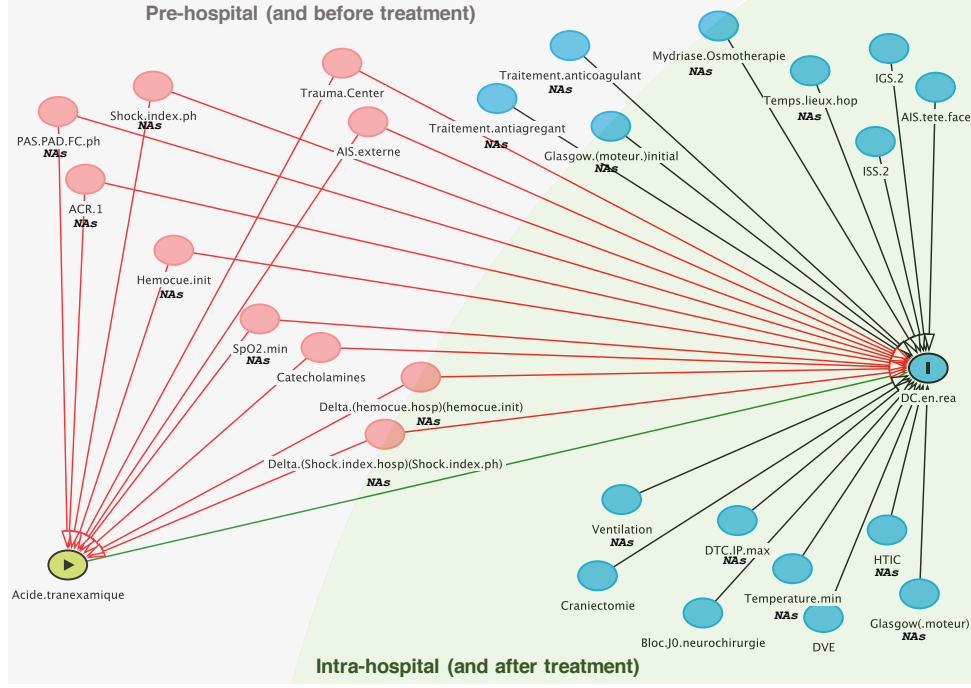 Pre-hospital (and before treatment)
Mydriase.Osmotherapie
NAs
Traitement.anticoagulant
NAs
IGS.2
Trauma.Center
Temps.lieux.hop
NAs
AIS.tete.face
Shock.index.ph
NAs
Traitement.antiagregant
NAs
PAS.PAD.FC.ph
NAs
AIS.externe
Glasgow.(moteur.)initial
NAs
ISS.2
ACR.1
NAs
Hemocue.init
NAs
SpO2.min
NAs
Catecholamines
DC.en.rea
Delta.(hemocue.hosp)(hemocue.init)
NAs
Delta.(Shock.index.hosp)(Shock.index.ph)
NAs
Ventilation
NAs
DTC.IP.max
NAs
HTIC
NAs
Acide.tranexamique
Craniectomie
Temperature.min
NAs
Glasgow(.moteur)
NAs
Bloc.J0.neurochirurgie
DVE
Intra-hospital (and after treatment)